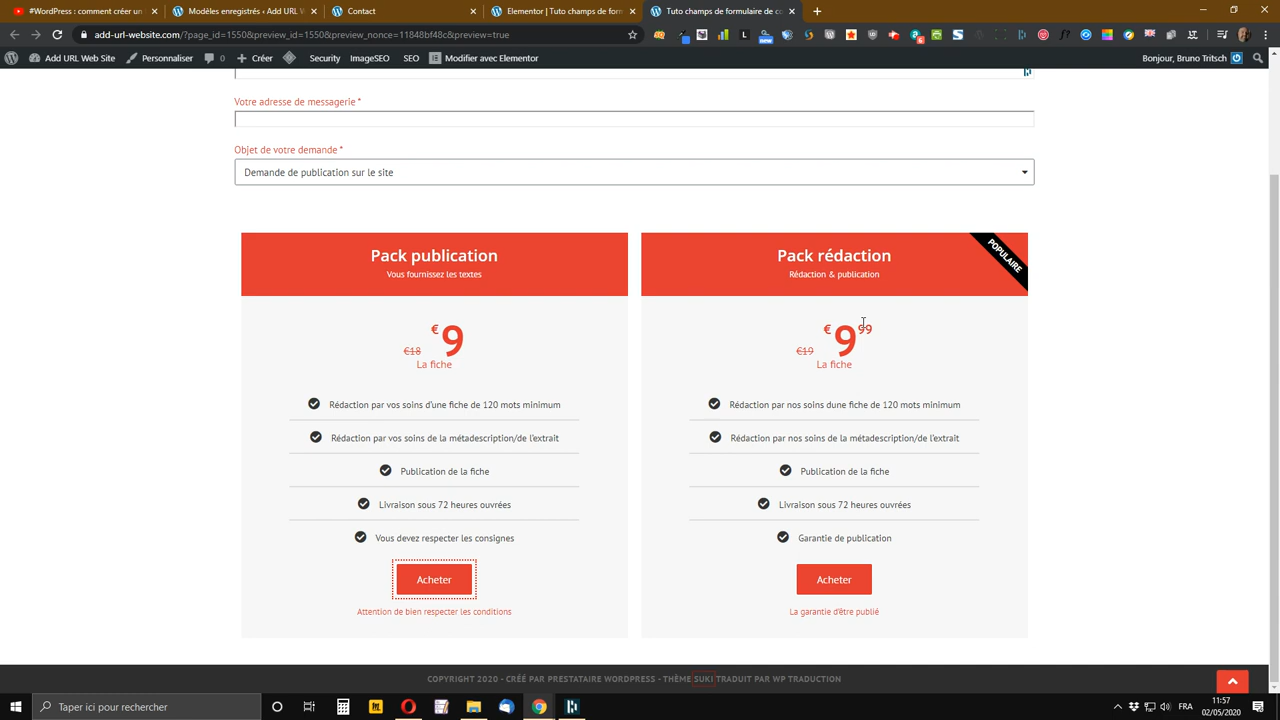 WordPress : comment créer un
Modèles enregistrés ‹ Add URL W
Contact
Elementor | Tuto champs de form
Tuto champs de formulaire de co
add-url-website.com/?page_id=1550&preview_id=1550&preview_nonce=11848bf48c&preview=true
Add URL Web Site
Personnaliser
0
Créer
Security
ImageSEO
SEO
Modifier avec Elementor
Bonjour, Bruno Tritsch
Votre adresse de messagerie *
Objet de votre demande *
Demande de publication sur le site
Pack publication
Vous fournissez les textes
€18 € 9
La fiche
Rédaction par vos soins d'une fiche de 120 mots minimum
Rédaction par vos soins de la métadescription/de l'extrait
Publication de la fiche
Livraison sous 72 heures ouvrées
Vous devez respecter les consignes
Acheter
Attention de bien respecter les conditions
Pack rédaction
Rédaction & publication
POPULAIRE
€19 € 9 99
La fiche
Rédaction par nos soins dune fiche de 120 mots minimum
Rédaction par nos soins de la métadescription/de l'extrait
Publication de la fiche
Livraison sous 72 heures ouvrées
Garantie de publication
Acheter
La garantie d'être publié
COPYRIGHT 2020 - CRÉÉ PAR PRESTATAIRE WORDPRESS - THÈME SUKI TRADUIT PAR WP TRADUCTION
Taper ici pour rechercher
FRA
11:57
02/05/2020